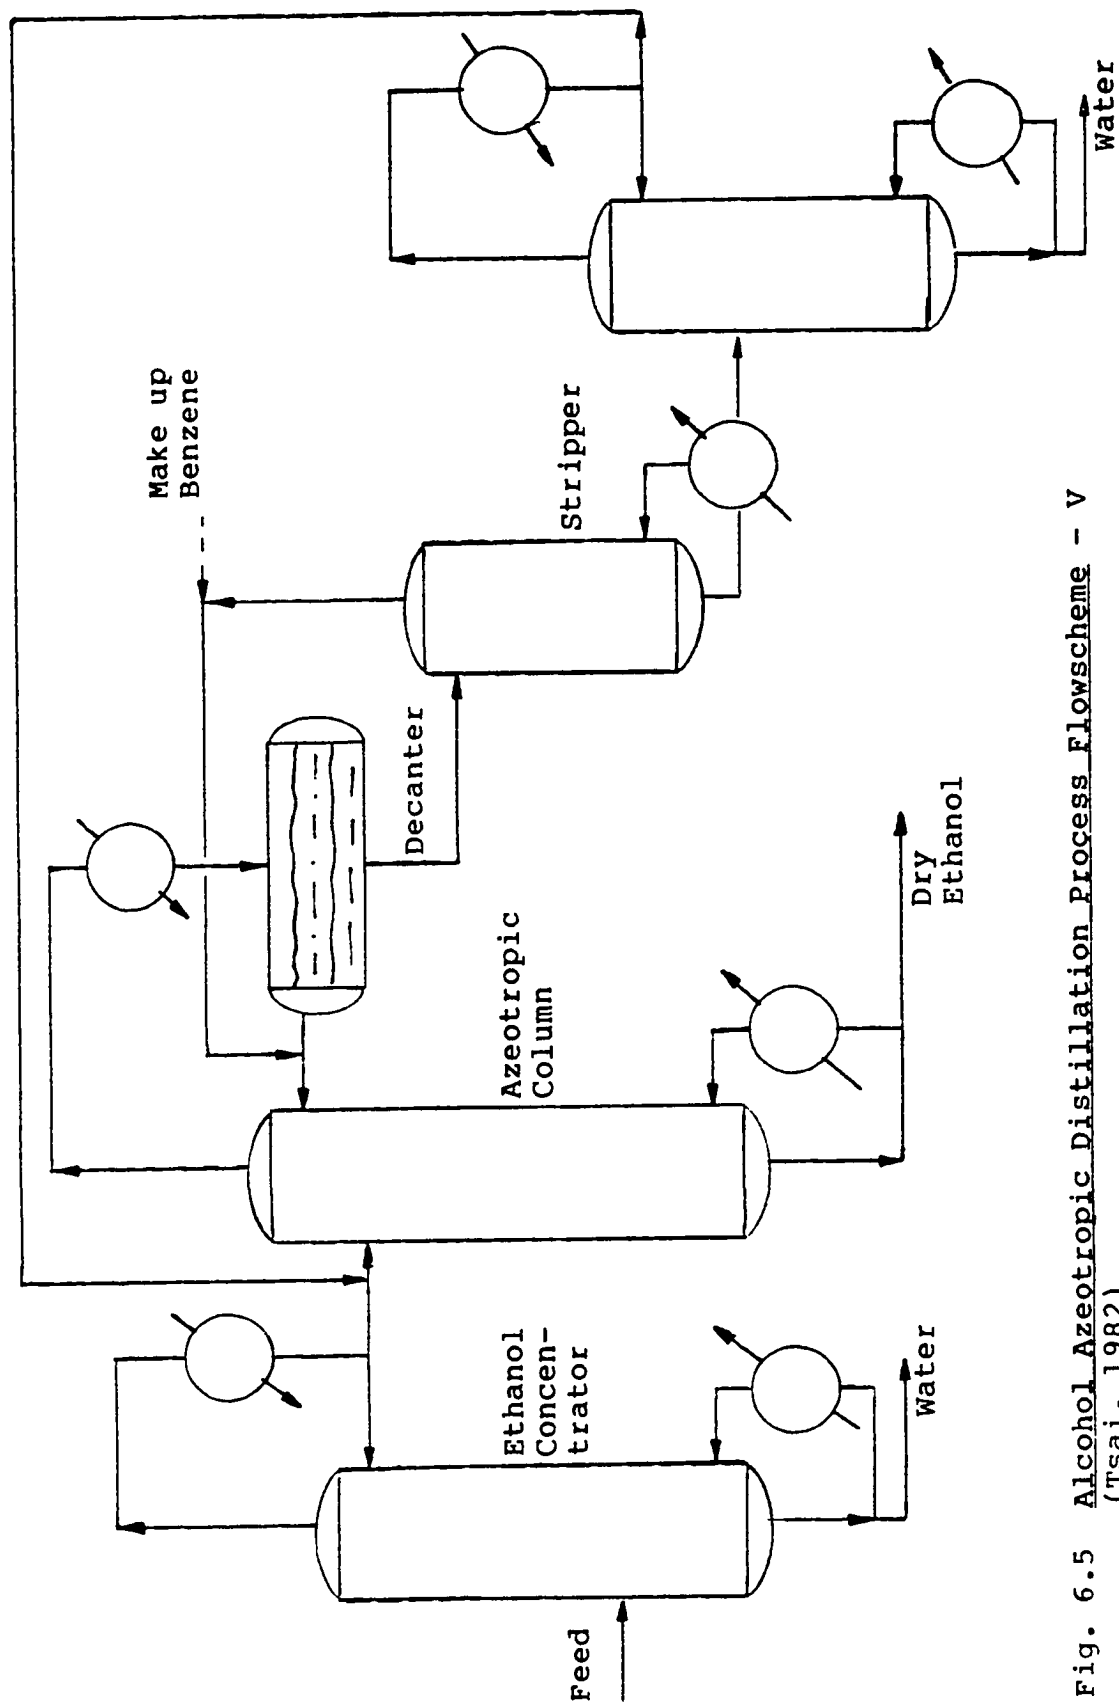 Feed
Ethanol
Concen-
trator
Water
Azeotropic
Column
Dry
Ethanol
Decanter
Make up
Benzene
Stripper
Water
Fig. 6.5 Alcohol Azeotropic Distillation Process Flowscheme - V
(Tsai, 1982)